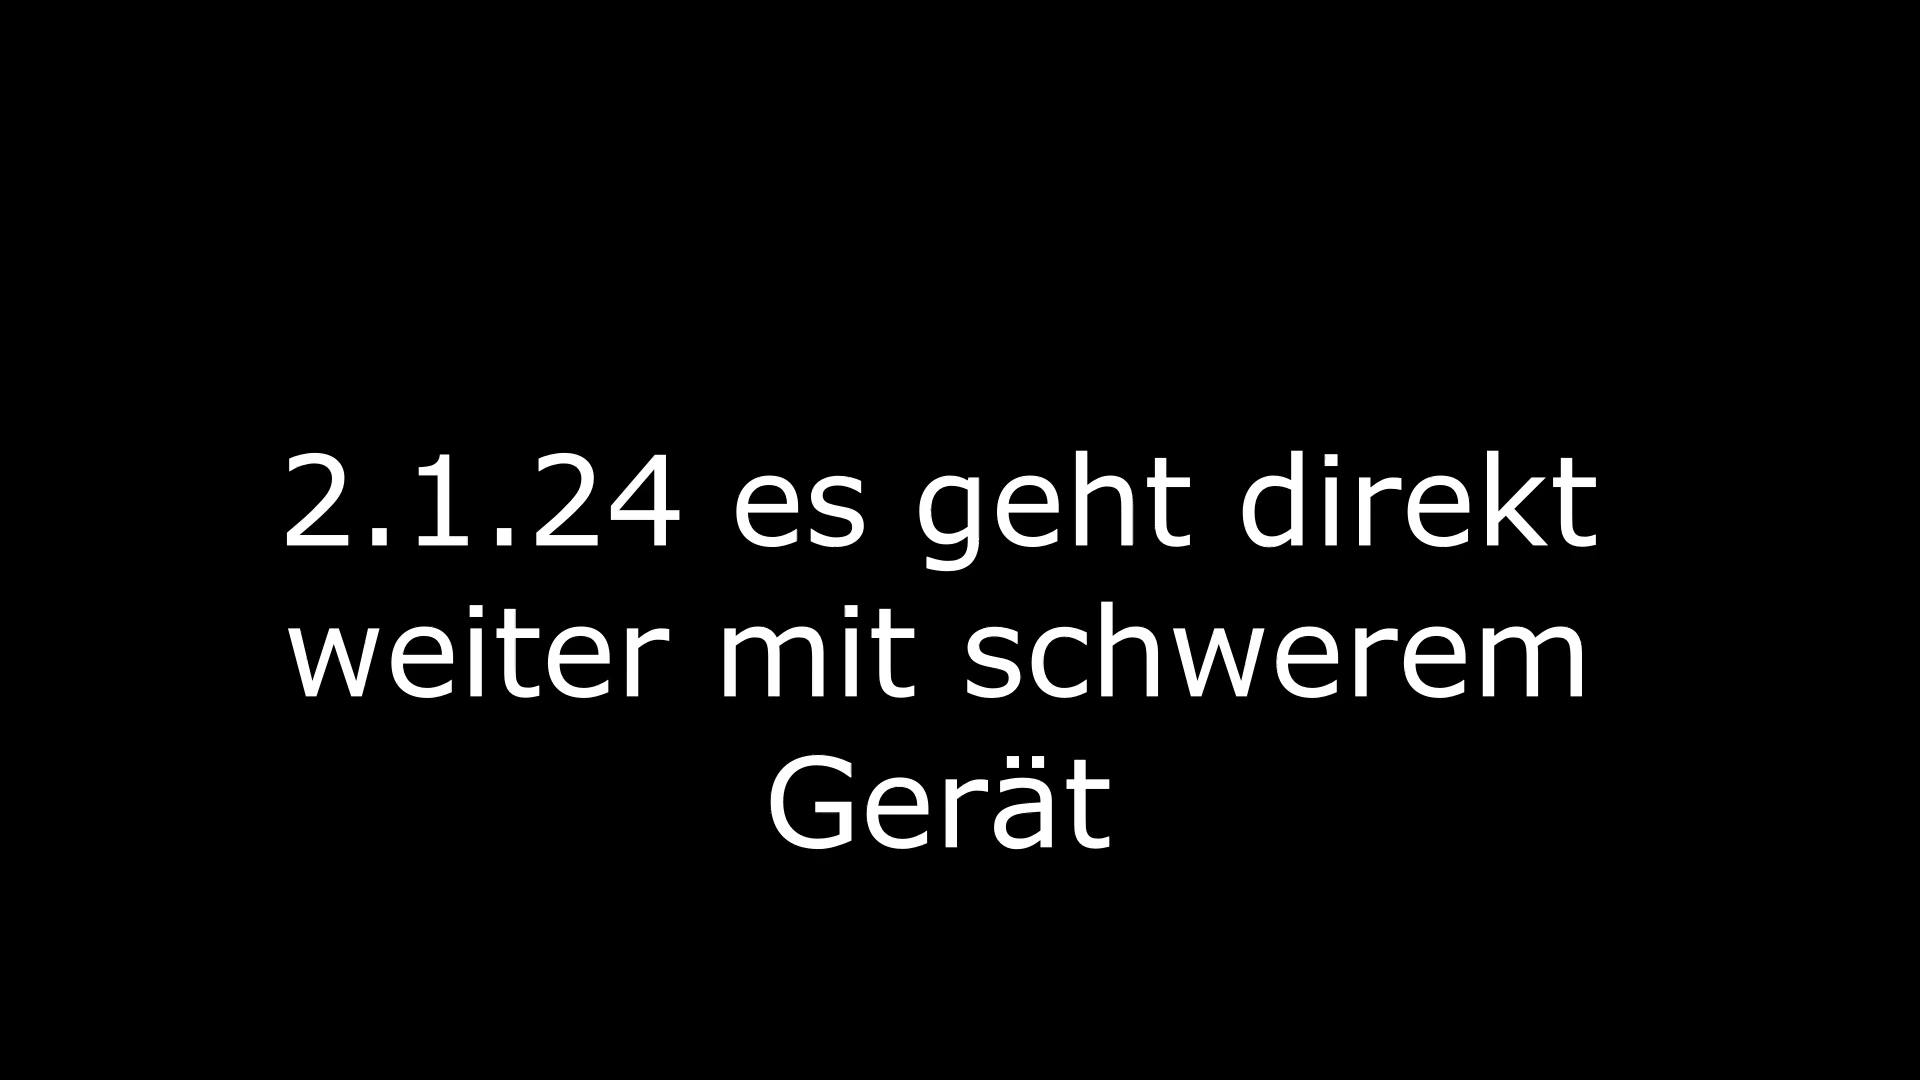 2.1.24 es geht direkt
weiter mit schwerem
Gerät